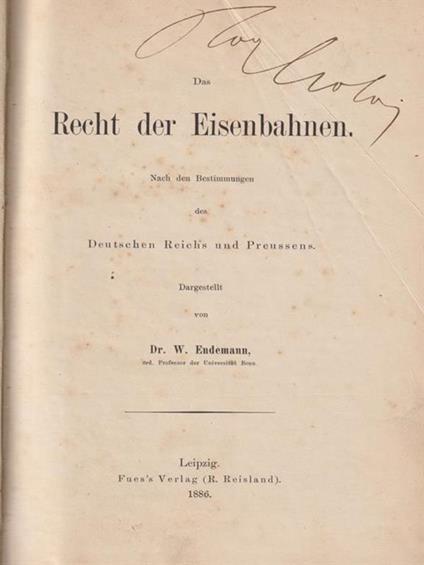 Das
Recht der Eisenbahnen.
Nach den Bestimmungen
des
Deutschen Reichs und Preussens.
Dargestellt
von
Dr. W. Endemann,
ord. Professor der Universität Bonn.
Leipzig.
Fues's Verlag (R. Reisland).
1886.